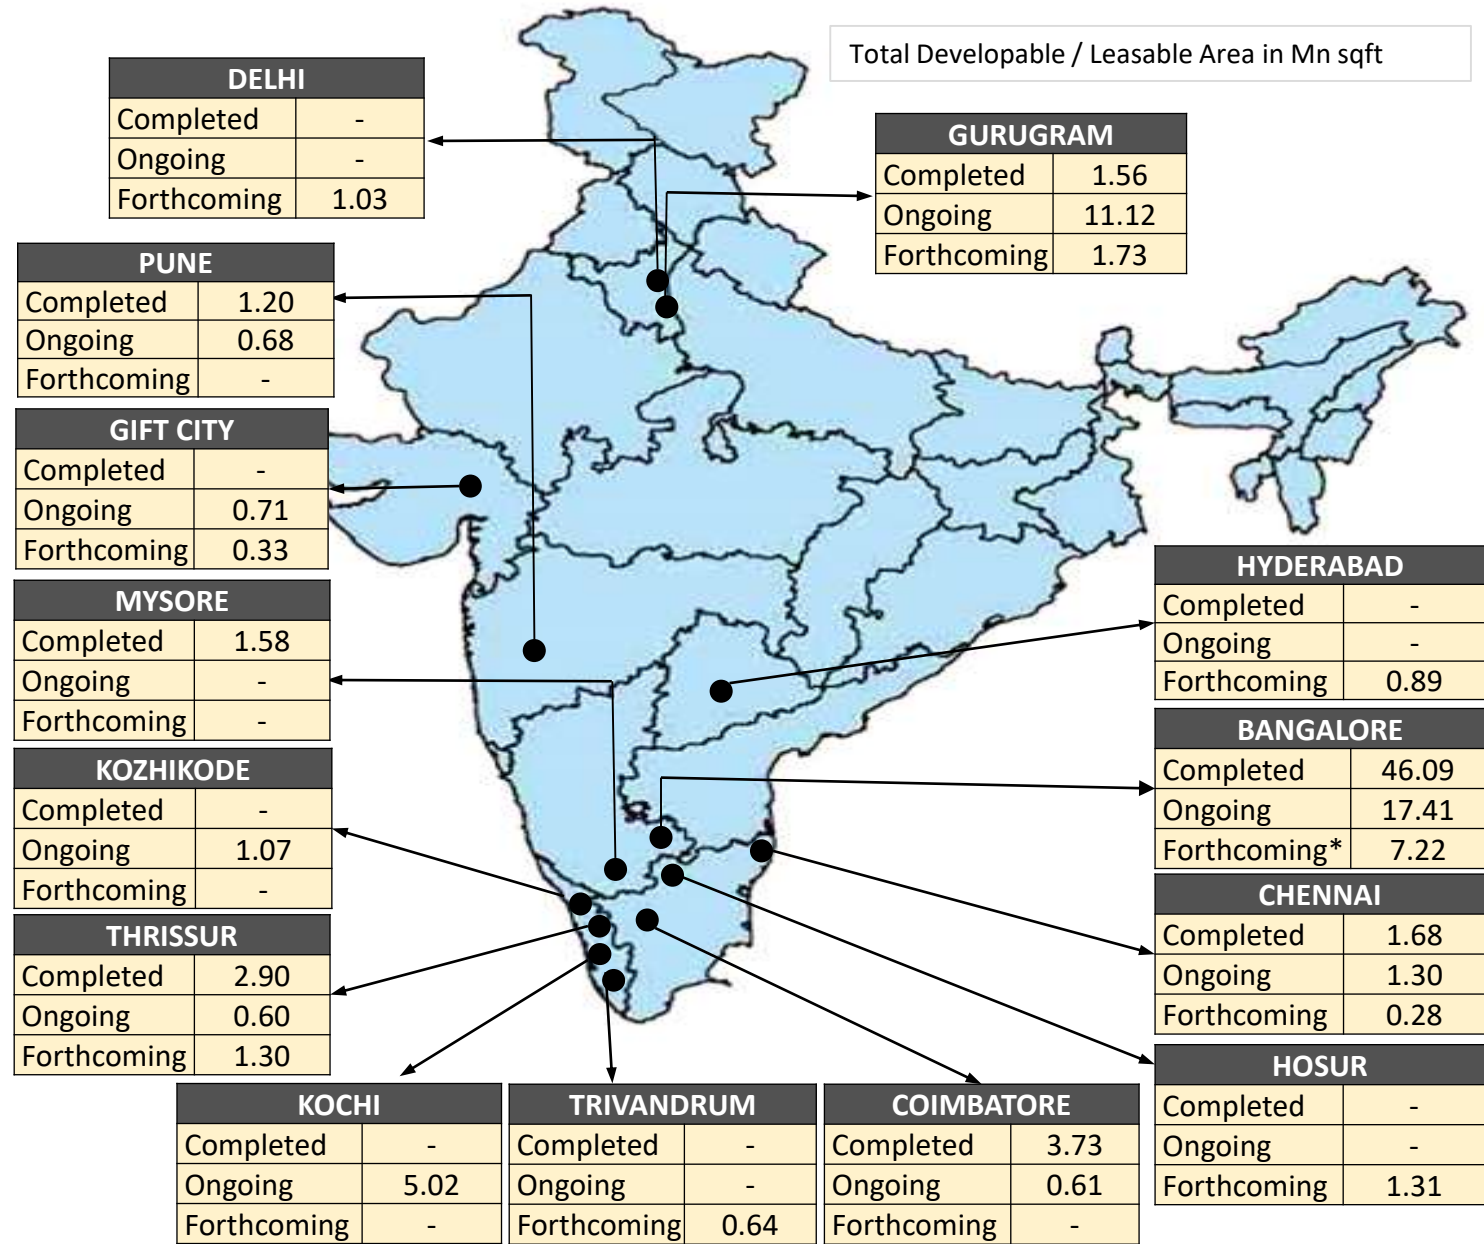 Total Developable / Leasable Area in Mn sqft
DELHI
Completed -
Ongoing -
Forthcoming 1.03
GURUGRAM
Completed 1.56
Ongoing 11.12
Forthcoming 1.73
PUNE
Completed 1.20
Ongoing 0.68
Forthcoming -
GIFT CITY
Completed -
Ongoing 0.71
Forthcoming 0.33
MYSORE
Completed 1.58
Ongoing -
Forthcoming -
HYDERABAD
Completed -
Ongoing -
Forthcoming 0.89
BANGALORE
Completed 46.09
Ongoing 17.41
Forthcoming* 7.22
KOZHIKODE
Completed -
Ongoing 1.07
Forthcoming -
CHENNAI
Completed 1.68
Ongoing 1.30
Forthcoming 0.28
THRISSUR
Completed 2.90
Ongoing 0.60
Forthcoming 1.30
HOSUR
Completed -
Ongoing -
Forthcoming 1.31
KOCHI
Completed -
Ongoing 5.02
Forthcoming -
TRIVANDRUM
Completed -
Ongoing -
Forthcoming 0.64
COIMBATORE
Completed 3.73
Ongoing 0.61
Forthcoming -